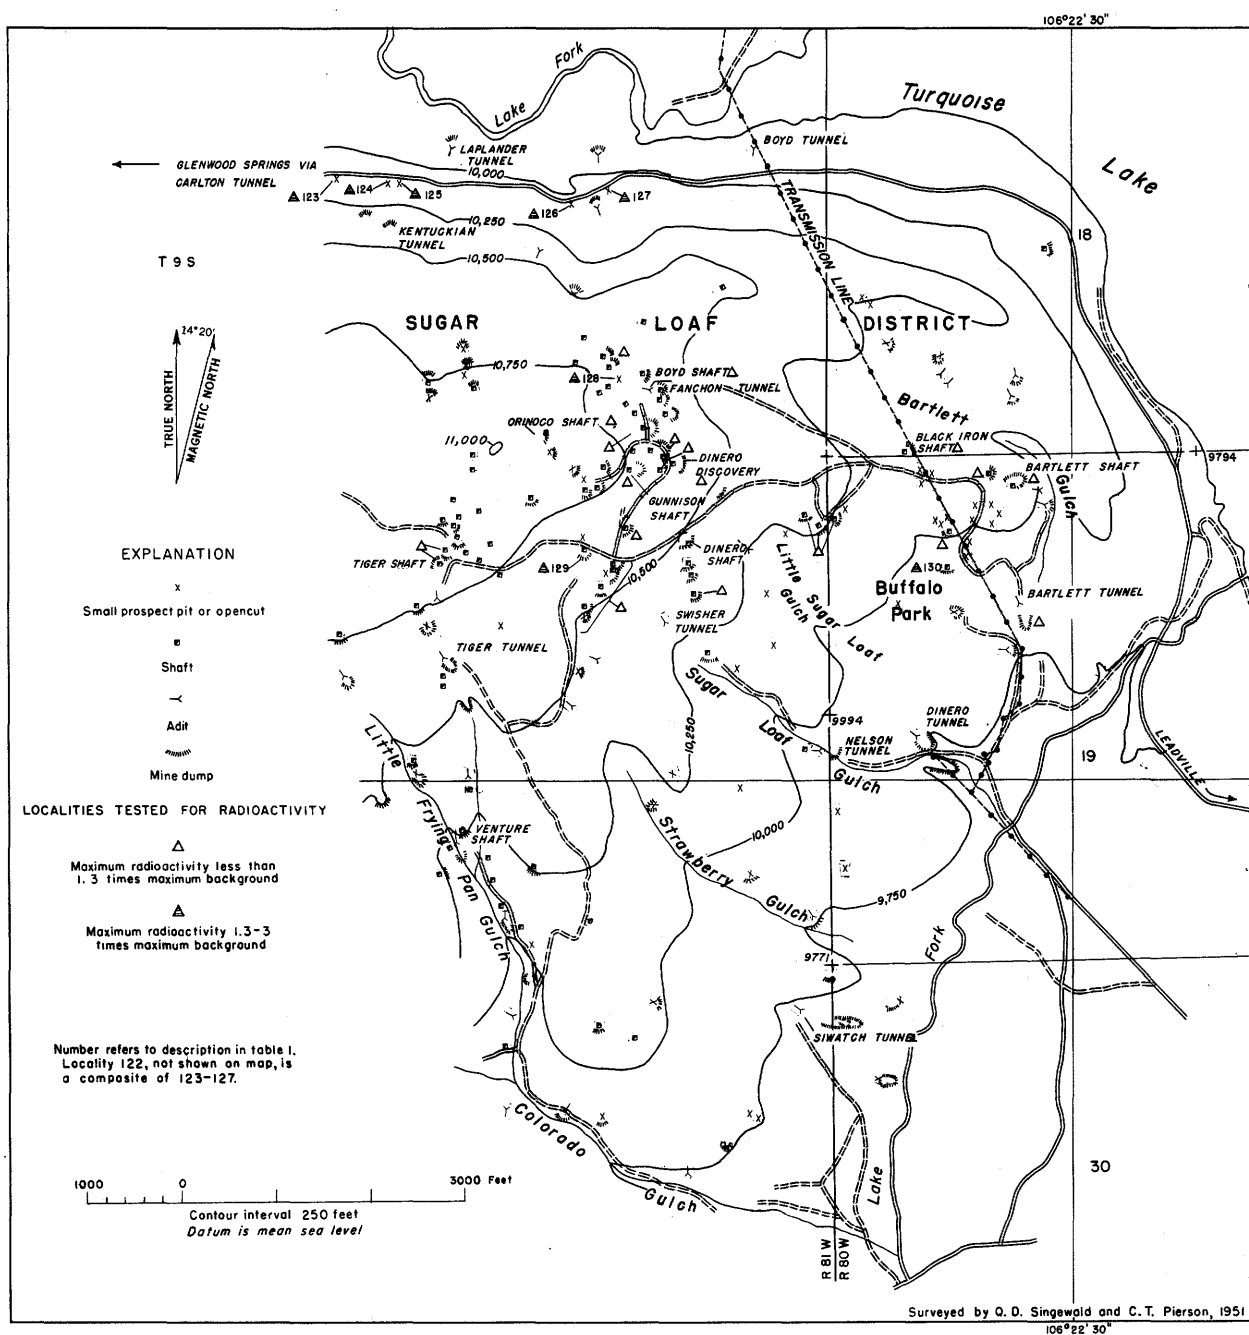 106°22'30"
Lake Fork
Turquoise
Lake
BOYD TUNNEL
LAPLANDER
TUNNEL
GLENWOOD SPRINGS VIA
CARLTON TUNNEL
10,000
123
124
125
126
127
10,250
KENTUCKIAN
TUNNEL
10,500
TRANSMISSION LINE
18
T 9 S
14°20'
TRUE NORTH
MAGNETIC NORTH
SUGAR LOAF DISTRICT
10,750
128
BOYD SHAFT
FANCHON TUNNEL
ORINOCO SHAFT
11,000
Bartlett
BLACK IRON
SHAFT
9794
DINERO
DISCOVERY
BARTLETT SHAFT
Gulch
GUNNISON
SHAFT
TIGER SHAFT
129
10,500
DINERO
SHAFT
Little Sugar Loaf
Gulch
130
Buffalo
Park
BARTLETT TUNNEL
SWISHER
TUNNEL
TIGER TUNNEL
Sugar
Loaf
Gulch
9994
DINERO
TUNNEL
NELSON
TUNNEL
10,250
19
LEADVILLE
EXPLANATION
x
Small prospect pit or opencut
Shaft
Adit
Mine dump
LOCALITIES TESTED FOR RADIOACTIVITY
Maximum radioactivity less than
1.3 times maximum background
Maximum radioactivity 1.3-3
times maximum background
Little
Frying
Pan
Gulch
VENTURE
SHAFT
Strawberry
Gulch
10,000
9,750
9771
Fork
SIWATCH TUNNEL
Number refers to description in table 1.
Locality 122, not shown on map, is
a composite of 123-127.
Colorado
Gulch
Lake
30
1000 0 3000 Feet
Contour interval 250 feet
Datum is mean sea level
R 81 W
R 80 W
Surveyed by Q. D. Singewald and C. T. Pierson, 1951
106°22'30"